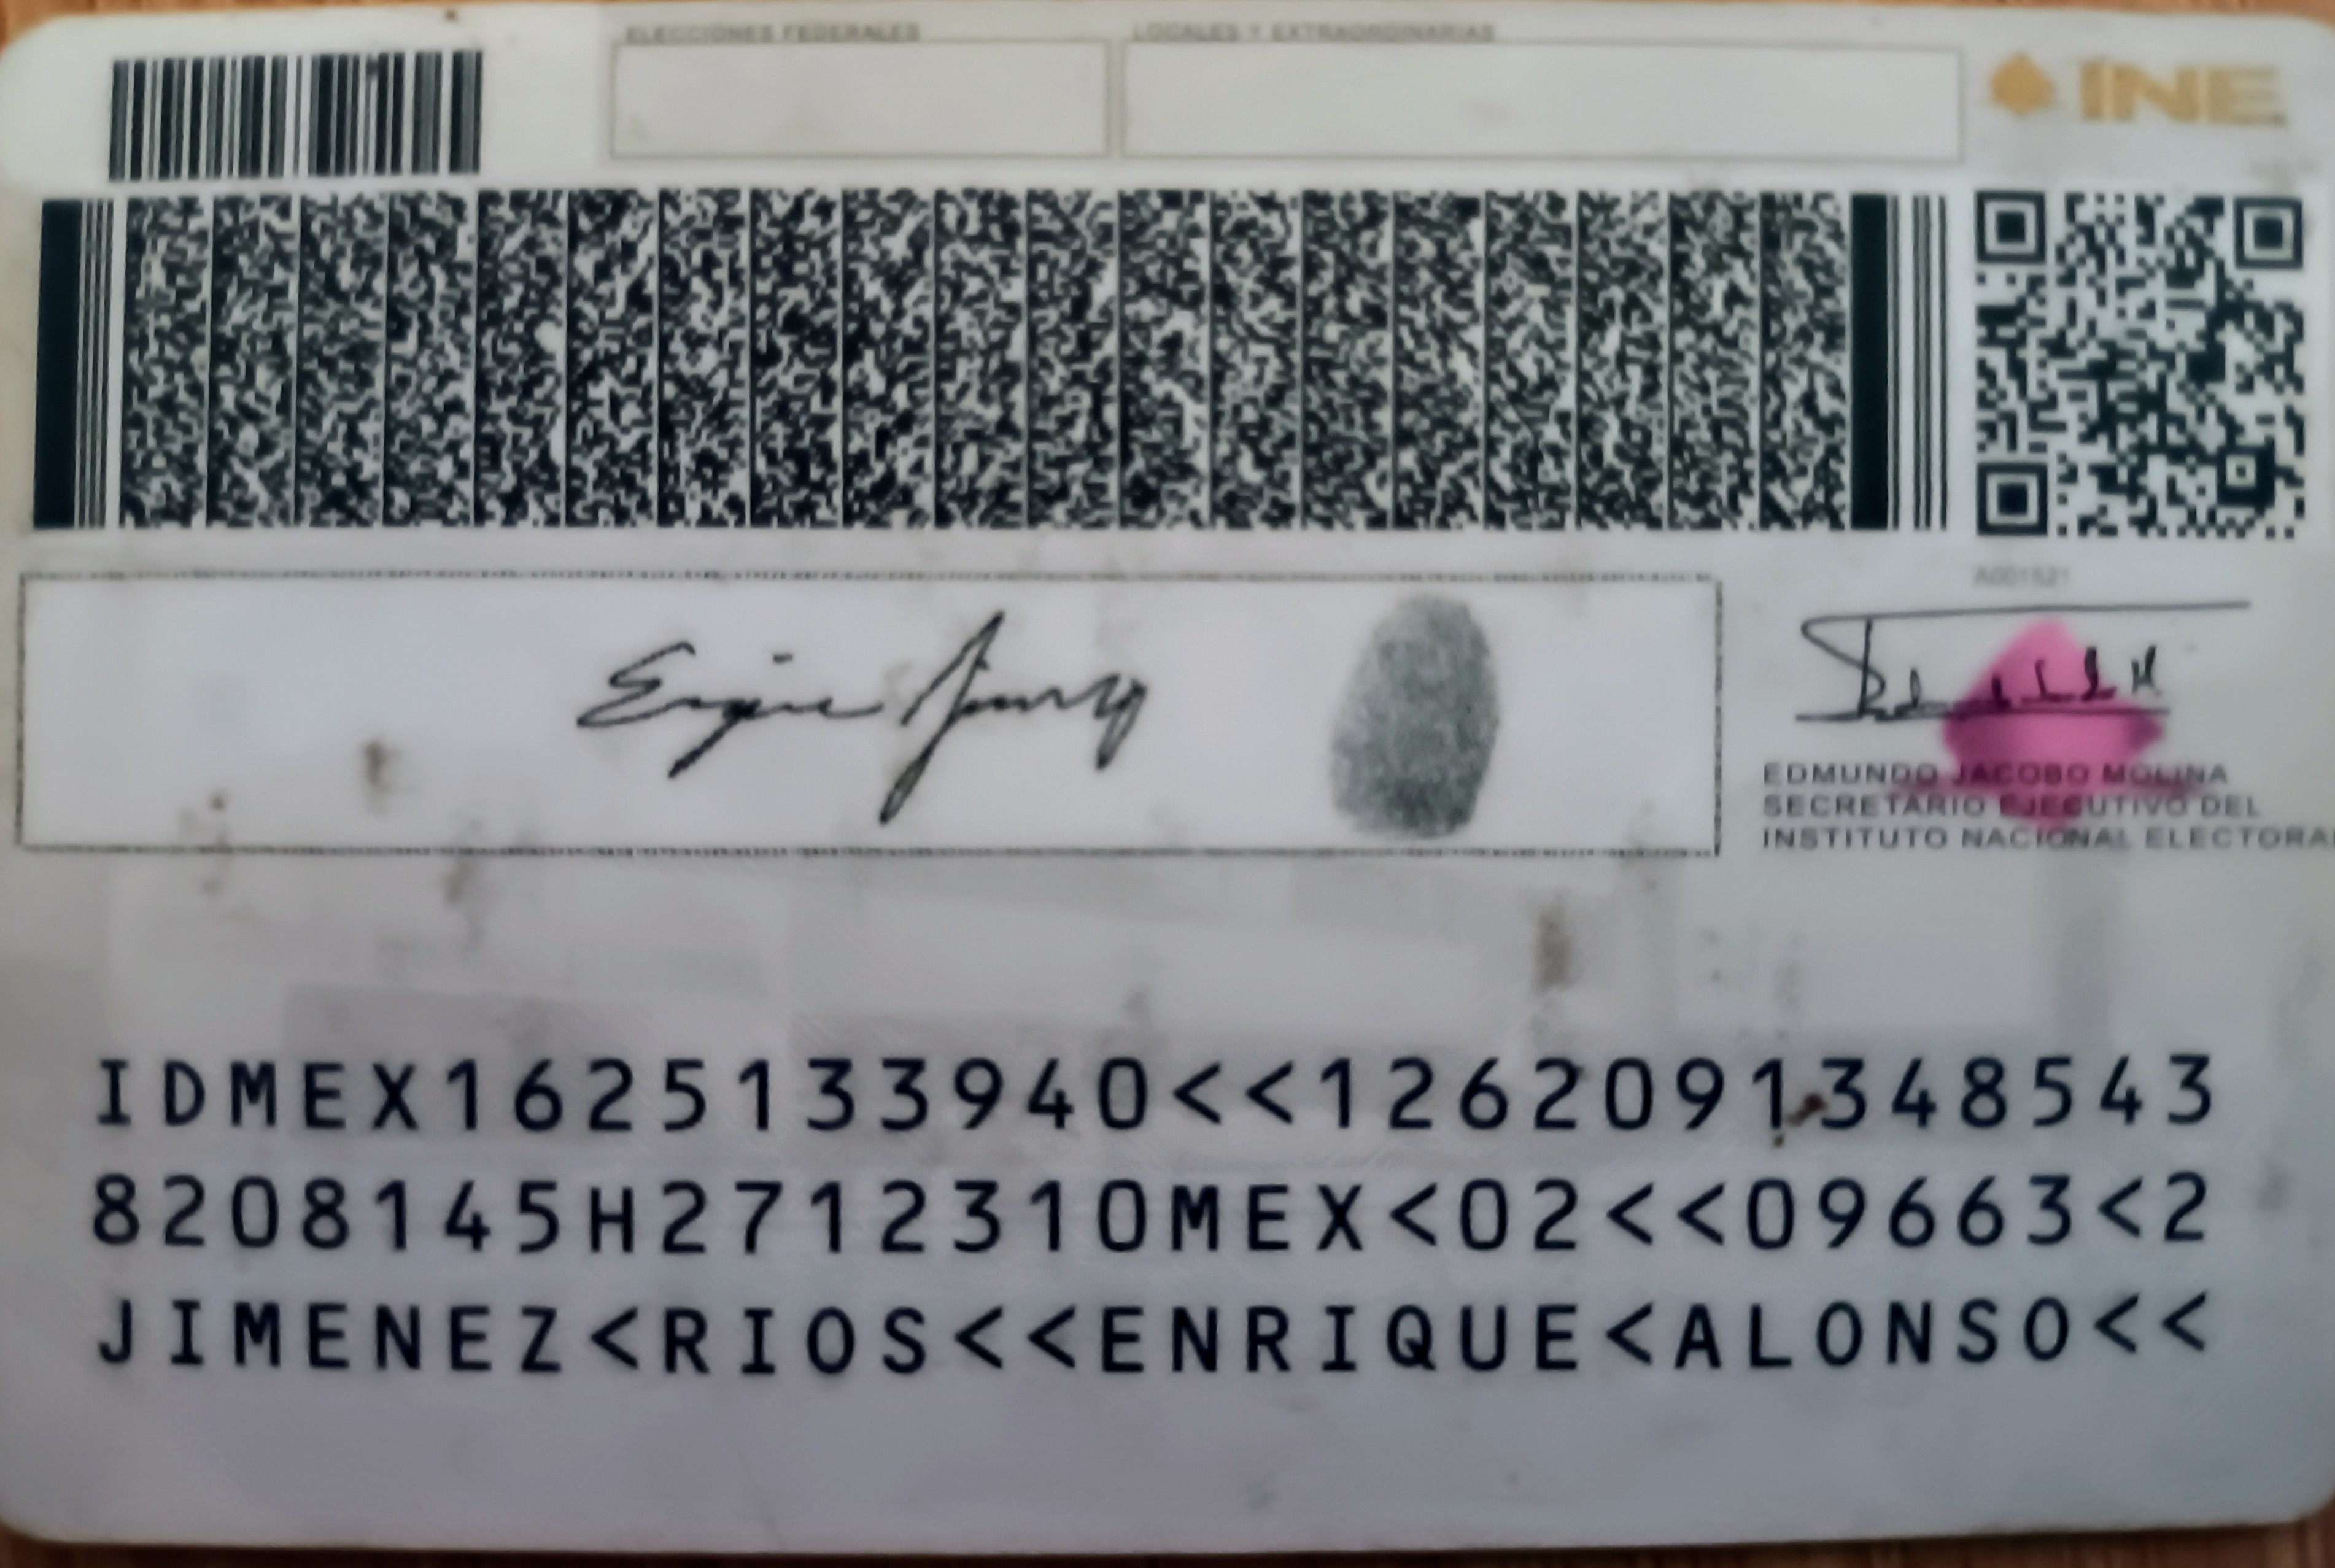 ELECCIONES FEDERALES
LOCALES Y EXTRAORDINARIAS
INE
A001521
EDMUNDO JACOBO MOLINA
SECRETARIO EJECUTIVO DEL
INSTITUTO NACIONAL ELECTORAL
IDMEX1625133940<<1262091348543
8208145H2712310MEX<02<<09663<2
JIMENEZ<RIOS<<ENRIQUE<ALONSO<<